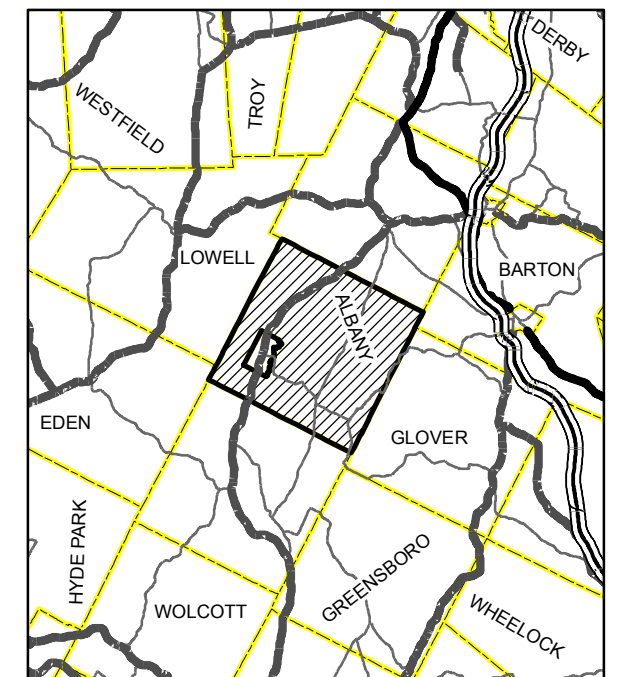 DERBY
WESTFIELD
TROY
LOWELL
BARTON
ALBANY
EDEN
GLOVER
HYDE PARK
GREENSBORO
WOLCOTT
WHEELOCK